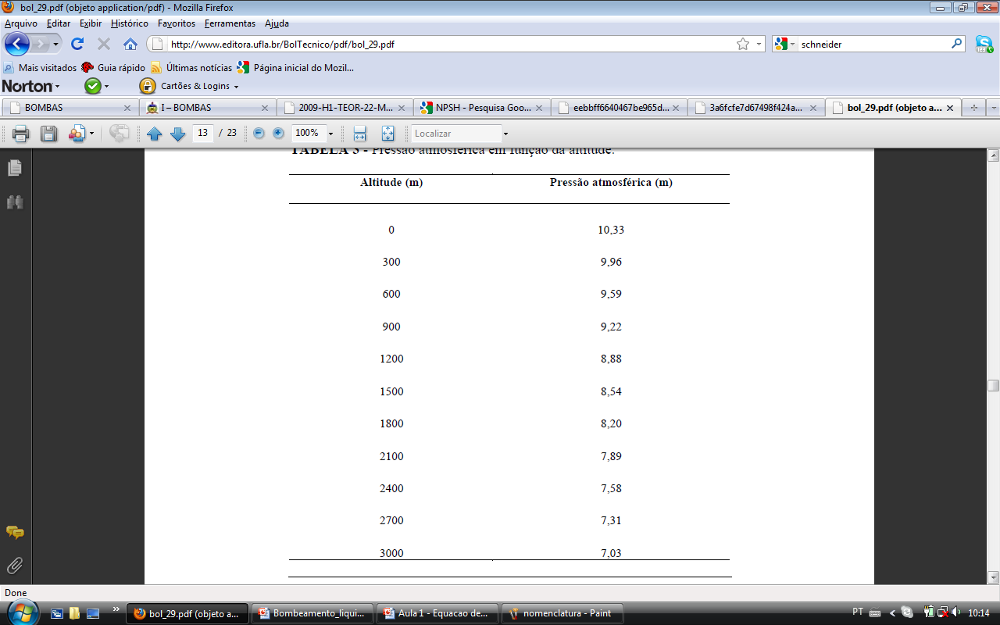 bol_29.pdf (objeto application/pdf) - Mozilla Firefox
Arquivo Editar Exibir Histórico Favoritos Ferramentas Ajuda
http://www.editora.ufla.br/BolTecnico/pdf/bol_29.pdf schneider
Mais visitados Guia rápido Últimas notícias Página inicial do Mozil...
Norton Cartões & Logins
BOMBAS I – BOMBAS 2009-H1-TEOR-22-M... NPSH - Pesquisa Goo... eebbff6640467be965d... 3a6fcfe7d67498f424a... bol_29.pdf (objeto a...
13 / 23 100% Localizar
TABELA 3 - Pressão atmosférica em função da altitude.
Altitude (m) Pressão atmosférica (m)
0 10,33
300 9,96
600 9,59
900 9,22
1200 8,88
1500 8,54
1800 8,20
2100 7,89
2400 7,58
2700 7,31
3000 7,03
Done
» bol_29.pdf (objeto a... Bombeamento_liqui... Aula 1 - Equacao de... nomenclatura - Paint PT 10:14